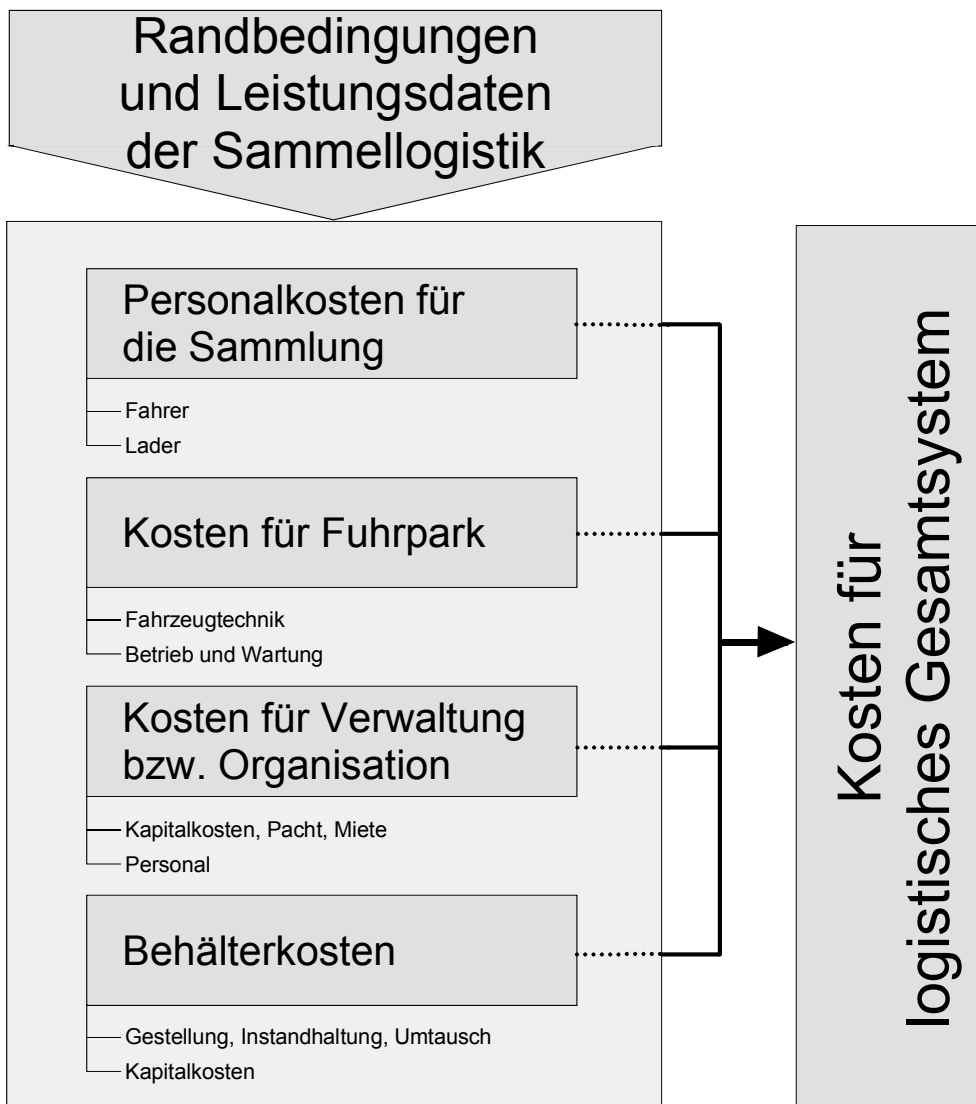 Randbedingungen
und Leistungsdaten
der Sammellogistik
Personalkosten für
die Sammlung
Fahrer
Lader
Kosten für Fuhrpark
Fahrzeugtechnik
Betrieb und Wartung
Kosten für Verwaltung
bzw. Organisation
Kapitalkosten, Pacht, Miete
Personal
Behälterkosten
Gestellung, Instandhaltung, Umtausch
Kapitalkosten
Kosten für
logistisches Gesamtsystem